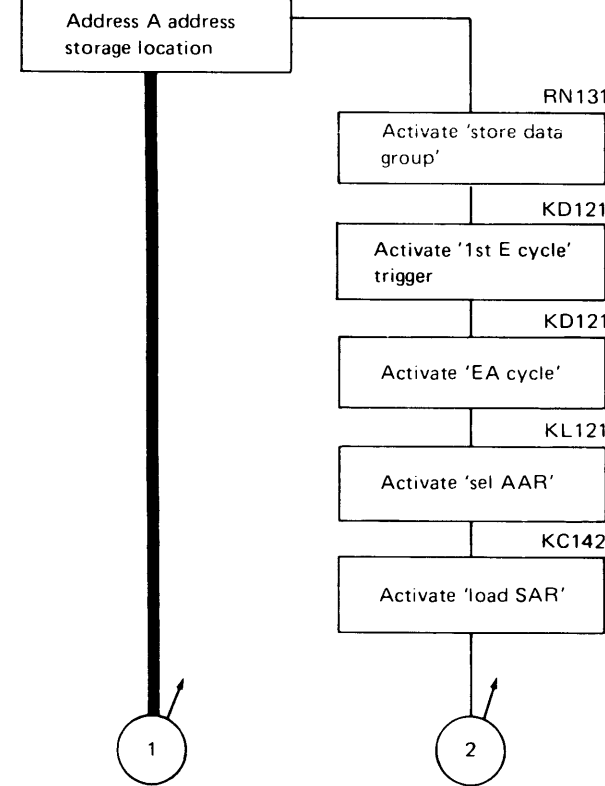 Address A address
storage location
RN131
Activate 'store data
group'
KD121
Activate '1st E cycle'
trigger
KD121
Activate 'EA cycle'
KL121
Activate 'sel AAR'
KC142
Activate 'load SAR'
1
2